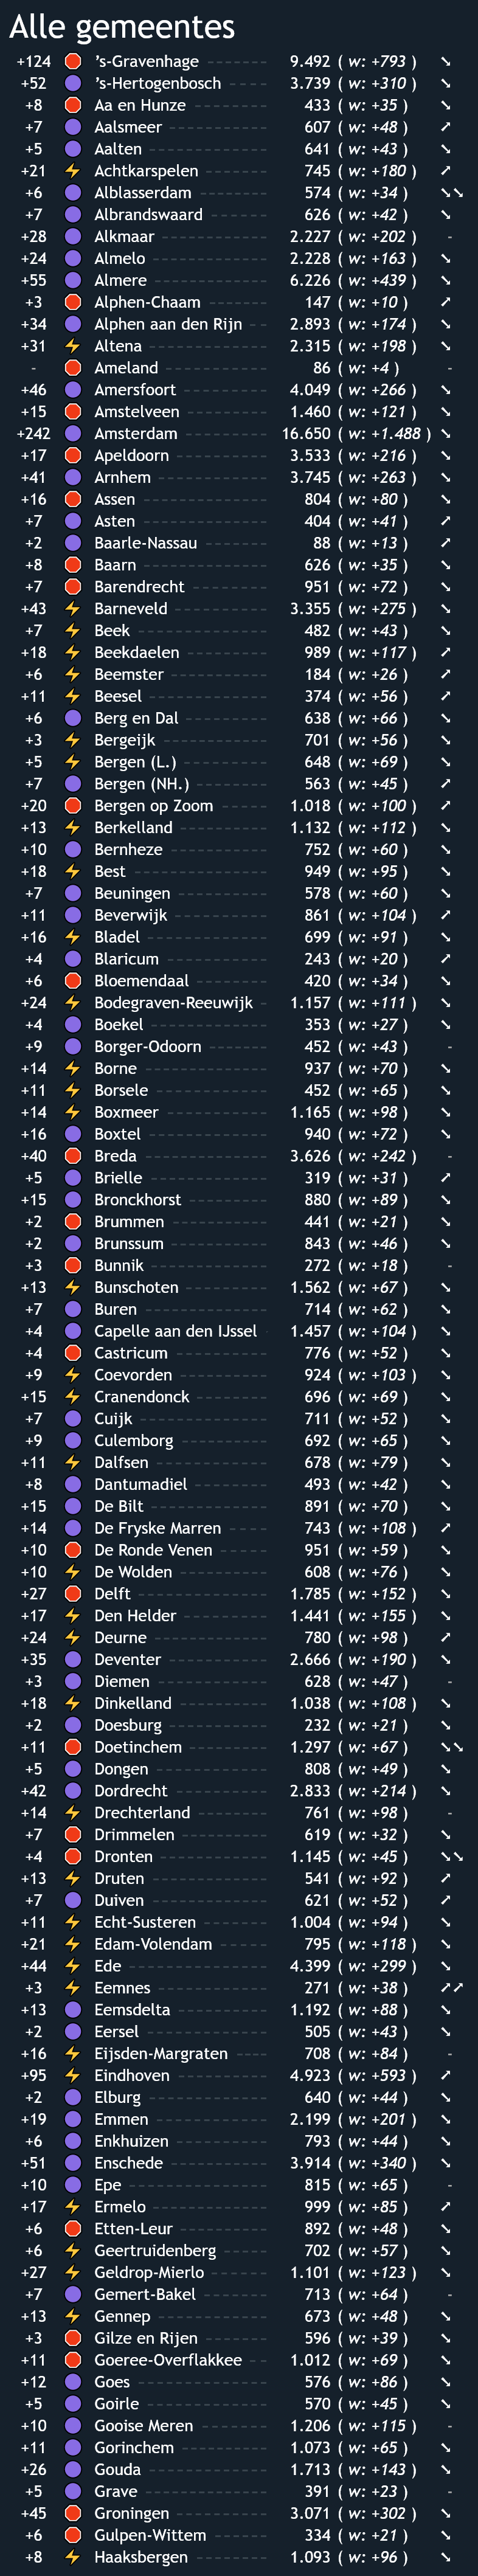 Alle gemeentes
+124 's-Gravenhage 9.492 ( w: +793 )
+52 's-Hertogenbosch 3.739 ( w: +310 )
+8 Aa en Hunze 433 ( w: +35 )
+7 Aalsmeer 607 ( w: +48 )
+5 Aalten 641 ( w: +43 )
+21 Achtkarspelen 745 ( w: +180 )
+6 Alblasserdam 574 ( w: +34 )
+7 Albrandswaard 626 ( w: +42 )
+28 Alkmaar 2.227 ( w: +202 ) -
+24 Almelo 2.228 ( w: +163 )
+55 Almere 6.226 ( w: +439 )
+3 Alphen-Chaam 147 ( w: +10 )
+34 Alphen aan den Rijn 2.893 ( w: +174 )
+31 Altena 2.315 ( w: +198 )
- Ameland 86 ( w: +4 ) -
+46 Amersfoort 4.049 ( w: +266 )
+15 Amstelveen 1.460 ( w: +121 )
+242 Amsterdam 16.650 ( w: +1.488 )
+17 Apeldoorn 3.533 ( w: +216 )
+41 Arnhem 3.745 ( w: +263 )
+16 Assen 804 ( w: +80 )
+7 Asten 404 ( w: +41 )
+2 Baarle-Nassau 88 ( w: +13 )
+8 Baarn 626 ( w: +35 )
+7 Barendrecht 951 ( w: +72 )
+43 Barneveld 3.355 ( w: +275 )
+7 Beek 482 ( w: +43 )
+18 Beekdaelen 989 ( w: +117 )
+6 Beemster 184 ( w: +26 )
+11 Beesel 374 ( w: +56 )
+6 Berg en Dal 638 ( w: +66 )
+3 Bergeijk 701 ( w: +56 )
+5 Bergen (L.) 648 ( w: +69 )
+7 Bergen (NH.) 563 ( w: +45 )
+20 Bergen op Zoom 1.018 ( w: +100 )
+13 Berkelland 1.132 ( w: +112 )
+10 Bernheze 752 ( w: +60 )
+18 Best 949 ( w: +95 )
+7 Beuningen 578 ( w: +60 )
+11 Beverwijk 861 ( w: +104 )
+16 Bladel 699 ( w: +91 )
+4 Blaricum 243 ( w: +20 )
+6 Bloemendaal 420 ( w: +34 )
+24 Bodegraven-Reeuwijk 1.157 ( w: +111 )
+4 Boekel 353 ( w: +27 )
+9 Borger-Odoorn 452 ( w: +43 ) -
+14 Borne 937 ( w: +70 )
+11 Borsele 452 ( w: +65 )
+14 Boxmeer 1.165 ( w: +98 )
+16 Boxtel 940 ( w: +72 )
+40 Breda 3.626 ( w: +242 ) -
+5 Brielle 319 ( w: +31 )
+15 Bronckhorst 880 ( w: +89 )
+2 Brummen 441 ( w: +21 )
+2 Brunssum 843 ( w: +46 )
+3 Bunnik 272 ( w: +18 ) -
+13 Bunschoten 1.562 ( w: +67 )
+7 Buren 714 ( w: +62 )
+4 Capelle aan den IJssel 1.457 ( w: +104 )
+4 Castricum 776 ( w: +52 )
+9 Coevorden 924 ( w: +103 )
+15 Cranendonck 696 ( w: +69 )
+7 Cuijk 711 ( w: +52 )
+9 Culemborg 692 ( w: +65 )
+11 Dalfsen 678 ( w: +79 )
+8 Dantumadiel 493 ( w: +42 )
+15 De Bilt 891 ( w: +70 )
+14 De Fryske Marren 743 ( w: +108 )
+10 De Ronde Venen 951 ( w: +59 )
+10 De Wolden 608 ( w: +76 )
+27 Delft 1.785 ( w: +152 )
+17 Den Helder 1.441 ( w: +155 )
+24 Deurne 780 ( w: +98 )
+35 Deventer 2.666 ( w: +190 )
+3 Diemen 628 ( w: +47 ) -
+18 Dinkelland 1.038 ( w: +108 )
+2 Doesburg 232 ( w: +21 )
+11 Doetinchem 1.297 ( w: +67 )
+5 Dongen 808 ( w: +49 )
+42 Dordrecht 2.833 ( w: +214 )
+14 Drechterland 761 ( w: +98 ) -
+7 Drimmelen 619 ( w: +32 )
+4 Dronten 1.145 ( w: +45 )
+13 Druten 541 ( w: +92 )
+7 Duiven 621 ( w: +52 )
+11 Echt-Susteren 1.004 ( w: +94 )
+21 Edam-Volendam 795 ( w: +118 )
+44 Ede 4.399 ( w: +299 )
+3 Eemnes 271 ( w: +38 )
+13 Eemsdelta 1.192 ( w: +88 )
+2 Eersel 505 ( w: +43 )
+16 Eijsden-Margraten 708 ( w: +84 ) -
+95 Eindhoven 4.923 ( w: +593 )
+2 Elburg 640 ( w: +44 )
+19 Emmen 2.199 ( w: +201 )
+6 Enkhuizen 793 ( w: +44 )
+51 Enschede 3.914 ( w: +340 )
+10 Epe 815 ( w: +65 ) -
+17 Ermelo 999 ( w: +85 )
+6 Etten-Leur 892 ( w: +48 )
+6 Geertruidenberg 702 ( w: +57 )
+27 Geldrop-Mierlo 1.101 ( w: +123 )
+7 Gemert-Bakel 713 ( w: +64 ) -
+13 Gennep 673 ( w: +48 )
+3 Gilze en Rijen 596 ( w: +39 )
+11 Goeree-Overflakkee 1.012 ( w: +69 )
+12 Goes 576 ( w: +86 )
+5 Goirle 570 ( w: +45 )
+10 Gooise Meren 1.206 ( w: +115 ) -
+11 Gorinchem 1.073 ( w: +65 )
+26 Gouda 1.713 ( w: +143 )
+5 Grave 391 ( w: +23 ) -
+45 Groningen 3.071 ( w: +302 )
+6 Gulpen-Wittem 334 ( w: +21 )
+8 Haaksbergen 1.093 ( w: +96 )